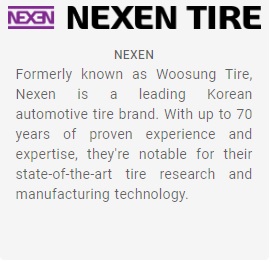 NEXEN NEXEN TIRE
NEXEN
Formerly known as Woosung Tire,
Nexen is a leading Korean
automotive tire brand. With up to 70
years of proven experience and
expertise, they're notable for their
state-of-the-art tire research and
manufacturing technology.